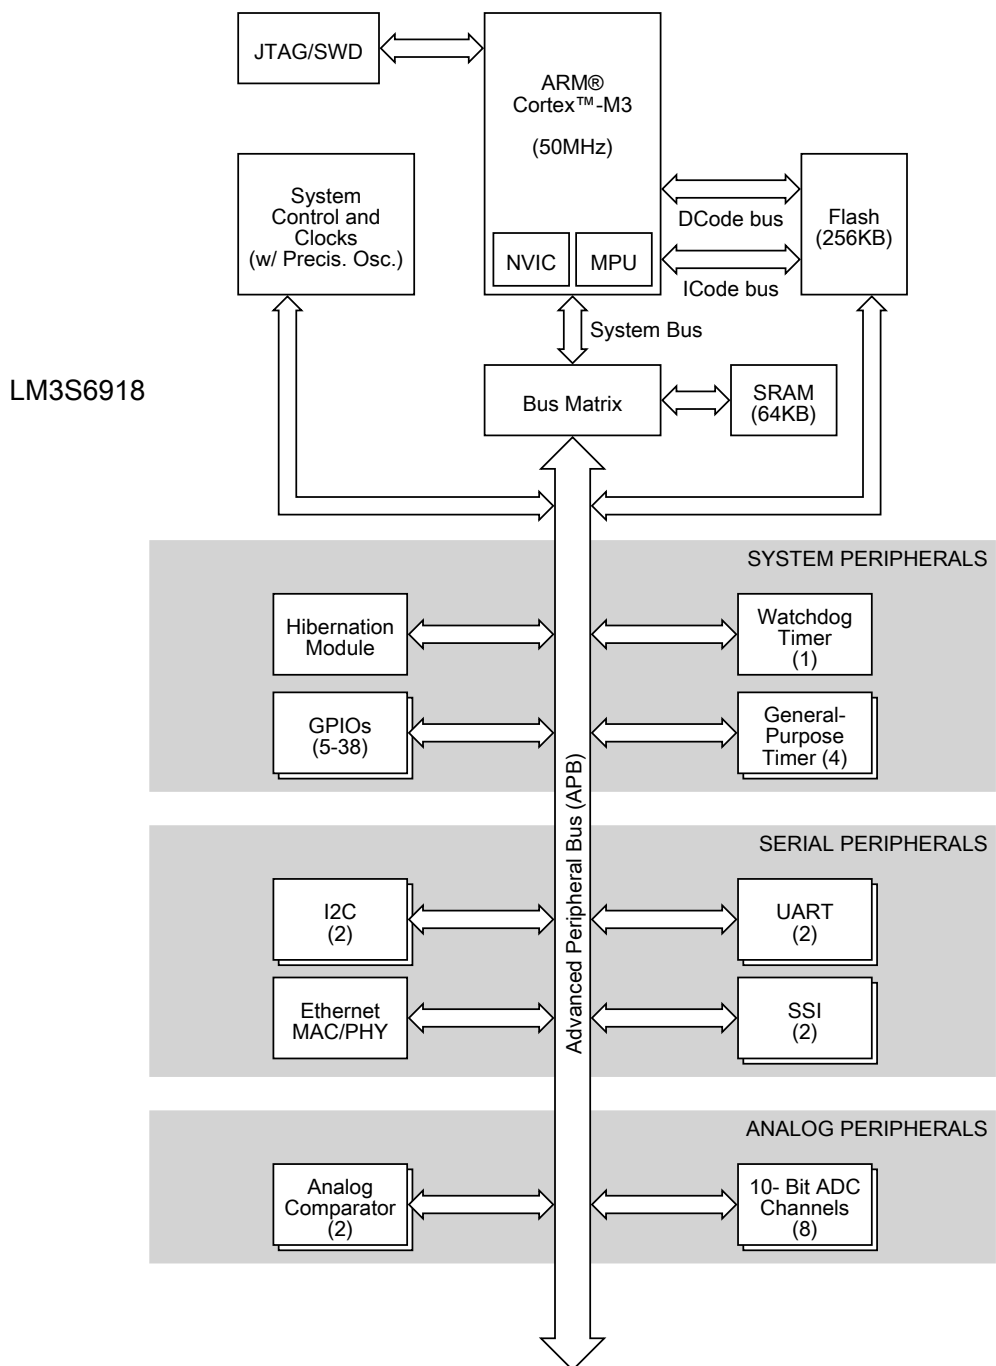 JTAG/SWD
ARM®
Cortex™-M3
(50MHz)
System
Control and
Clocks
(w/ Precis. Osc.)
NVIC
MPU
DCode bus
ICode bus
Flash
(256KB)
System Bus
LM3S6918
Bus Matrix
SRAM
(64KB)
SYSTEM PERIPHERALS
Hibernation
Module
Watchdog
Timer
(1)
GPIOs
(5-38)
General-
Purpose
Timer (4)
Advanced Peripheral Bus (APB)
SERIAL PERIPHERALS
I2C
(2)
UART
(2)
Ethernet
MAC/PHY
SSI
(2)
ANALOG PERIPHERALS
Analog
Comparator
(2)
10- Bit ADC
Channels
(8)